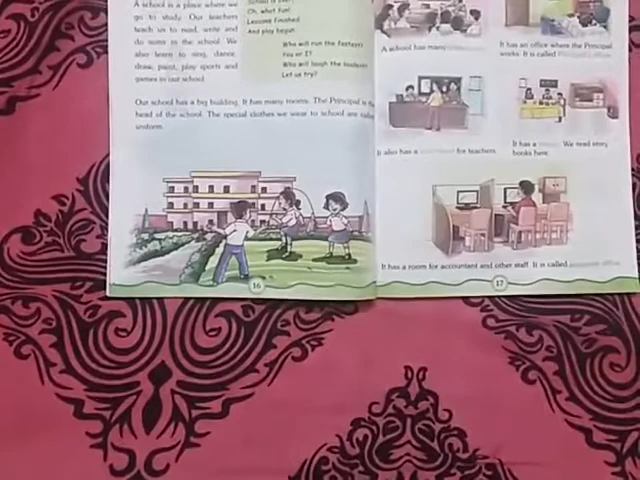 A school is a place where we
go to study. Our teachers
teach us to read, write and
do sums in the school. We
also learn to sing, dance,
draw, paint, play sports and
games in our school.
Oh, what fun!
Lessons finished
And play begun.
Who will run the fastest?
You or I?
Who will laugh the loudest?
Let us try?
Our school has a big building. It has many rooms. The Principal is
head of the school. The special clothes we wear to school are called
uniform.
16
A school has many
It has an office where the Principal
works. It is called
It also has a for teachers.
It has a We read story
books here.
It has a room for accountant and other staff. It is called
17